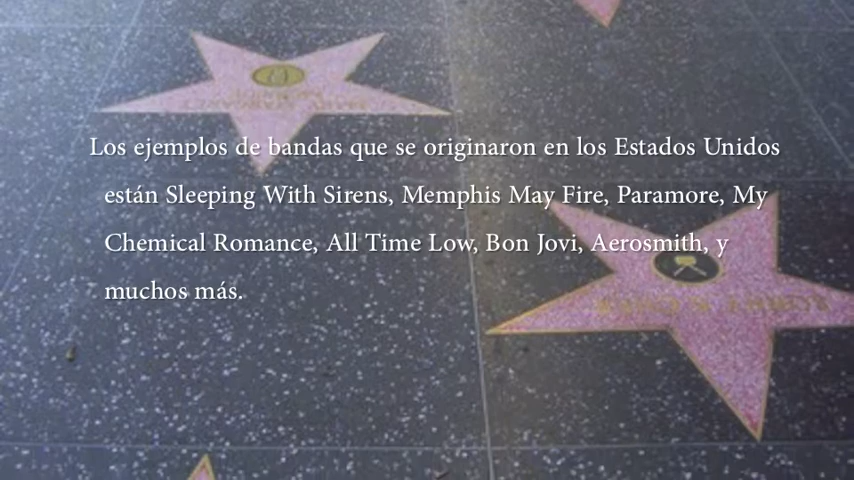 Los ejemplos de bandas que se originaron en los Estados Unidos
están Sleeping With Sirens, Memphis May Fire, Paramore, My
Chemical Romance, All Time Low, Bon Jovi, Aerosmith, y
muchos más.